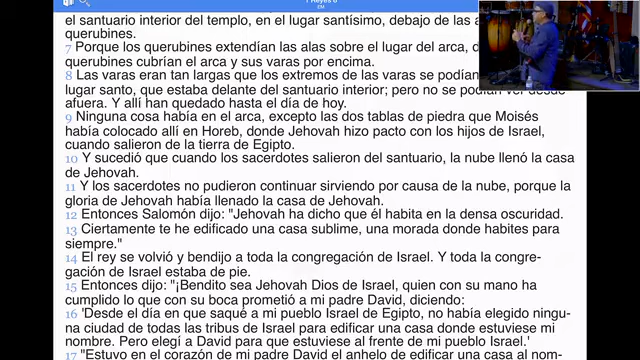 1 Reyes 8
el santuario interior del templo, en el lugar santísimo, debajo de las a
querubines.
7 Porque los querubines extendían las alas sobre el lugar del arca, d
querubines cubrían el arca y sus varas por encima.
8 Las varas eran tan largas que los extremos de las varas se podían
lugar santo, que estaba delante del santuario interior; pero no se podían ver desde
afuera. Y allí han quedado hasta el día de hoy.
9 Ninguna cosa había en el arca, excepto las dos tablas de piedra que Moisés
había colocado allí en Horeb, donde Jehovah hizo pacto con los hijos de Israel,
cuando salieron de la tierra de Egipto.
10 Y sucedió que cuando los sacerdotes salieron del santuario, la nube llenó la casa
de Jehovah.
11 Y los sacerdotes no pudieron continuar sirviendo por causa de la nube, porque la
gloria de Jehovah había llenado la casa de Jehovah.
12 Entonces Salomón dijo: "Jehovah ha dicho que él habita en la densa oscuridad.
13 Ciertamente te he edificado una casa sublime, una morada donde habites para
siempre."
14 El rey se volvió y bendijo a toda la congregación de Israel. Y toda la congre-
gación de Israel estaba de pie.
15 Entonces dijo: "¡Bendito sea Jehovah Dios de Israel, quien con su mano ha
cumplido lo que con su boca prometió a mi padre David, diciendo:
16 'Desde el día en que saqué a mi pueblo Israel de Egipto, no había elegido ningu-
na ciudad de todas las tribus de Israel para edificar una casa donde estuviese mi
nombre. Pero elegí a David para que estuviese al frente de mi pueblo Israel.'
17 "Estuvo en el corazón de mi padre David el anhelo de edificar una casa al nom-